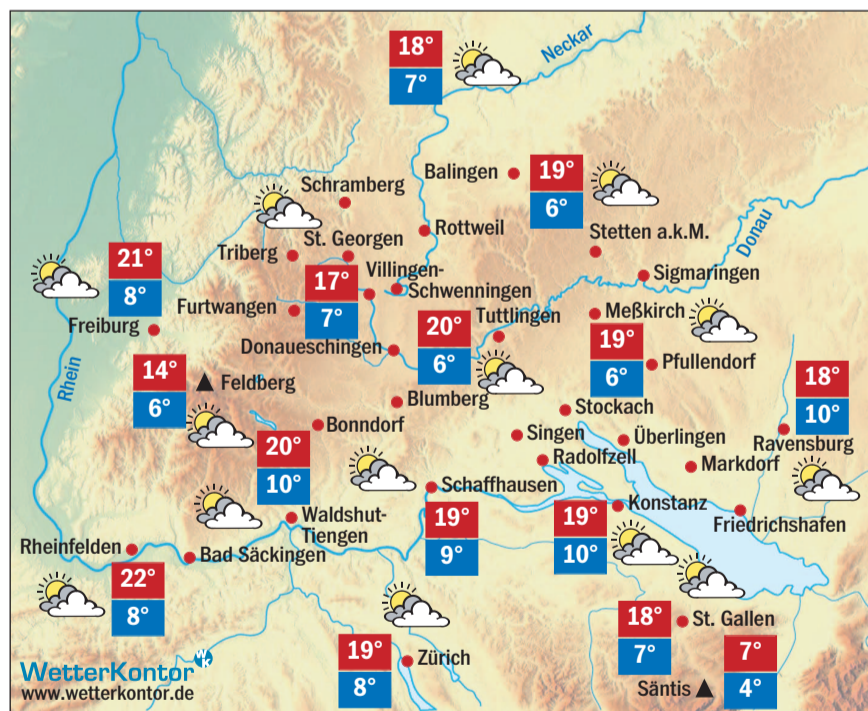 18°
7°
Neckar
Balingen
19°
6°
Schramberg
Rottweil
Stetten a.k.M.
Donau
St. Georgen
Triberg
21°
8°
Villingen-
Schwenningen
17°
7°
Sigmaringen
Furtwangen
Freiburg
Rhein
Tuttlingen
20°
6°
Meßkirch
19°
6°
Donaueschingen
Pfullendorf
14°
6°
Feldberg
18°
10°
Blumberg
Stockach
Bonndorf
Singen
Überlingen
Ravensburg
20°
10°
Radolfzell
Markdorf
Schaffhausen
19°
9°
Konstanz
19°
10°
Friedrichshafen
Waldshut-
Tiengen
Rheinfelden
Bad Säckingen
22°
8°
18°
7°
St. Gallen
19°
8°
Zürich
7°
4°
Säntis
WetterKontor
WK
www.wetterkontor.de